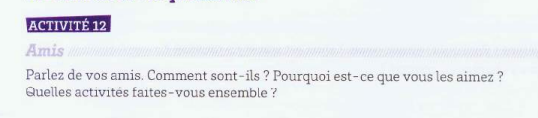 ACTIVITÉ 12
Amis
Parlez de vos amis. Comment sont-ils ? Pourquoi est-ce que vous les aimez ?
Quelles activités faites-vous ensemble ?